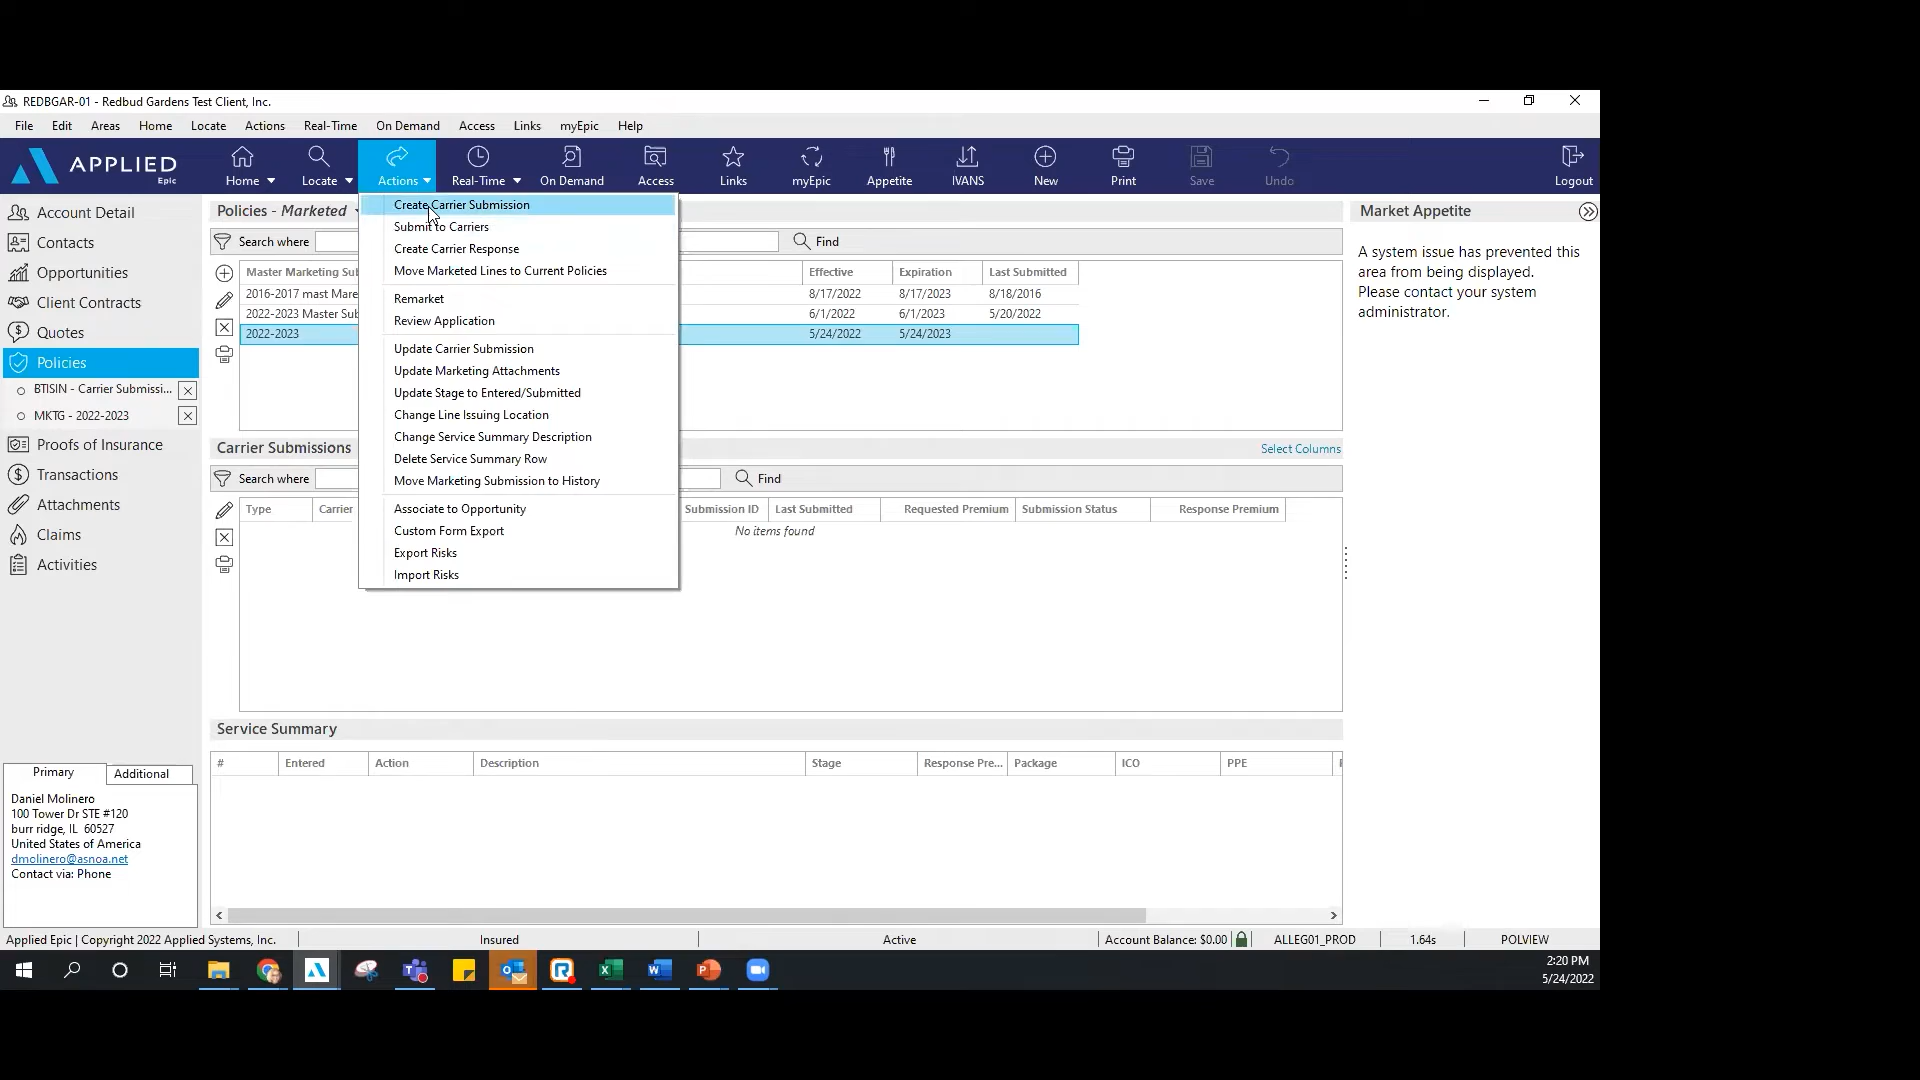 REDBGAR-01 - Redbud Gardens Test Client, Inc.
File Edit Areas Home Locate Actions Real-Time On Demand Access Links myEpic Help
APPLIED Epic
Home Locate Actions Real-Time On Demand Access Links myEpic Appetite IVANS New Print Save Undo Logout
Account Detail
Contacts
Opportunities
Client Contracts
Quotes
Policies
BTISIN - Carrier Submissi...
MKTG - 2022-2023
Proofs of Insurance
Transactions
Attachments
Claims
Activities
Primary Additional
Daniel Molinero
100 Tower Dr STE #120
burr ridge, IL 60527
United States of America
dmolinero@asnoa.net
Contact via: Phone
Policies - Marketed
Search where Find
Master Marketing Sub Effective Expiration Last Submitted
2016-2017 mast Mare 8/17/2022 8/17/2023 8/18/2016
2022-2023 Master Sub 6/1/2022 6/1/2023 5/20/2022
2022-2023 5/24/2022 5/24/2023
Create Carrier Submission
Submit to Carriers
Create Carrier Response
Move Marketed Lines to Current Policies
Remarket
Review Application
Update Carrier Submission
Update Marketing Attachments
Update Stage to Entered/Submitted
Change Line Issuing Location
Change Service Summary Description
Delete Service Summary Row
Move Marketing Submission to History
Associate to Opportunity
Custom Form Export
Export Risks
Import Risks
Carrier Submissions Select Columns
Search where Find
Type Carrier Submission ID Last Submitted Requested Premium Submission Status Response Premium
No items found
Service Summary
# Entered Action Description Stage Response Pre... Package ICO PPE
Market Appetite
A system issue has prevented this
area from being displayed.
Please contact your system
administrator.
Applied Epic | Copyright 2022 Applied Systems, Inc. Insured Active Account Balance: $0.00 ALLEG01_PROD 1.64s POLVIEW
2:20 PM
5/24/2022